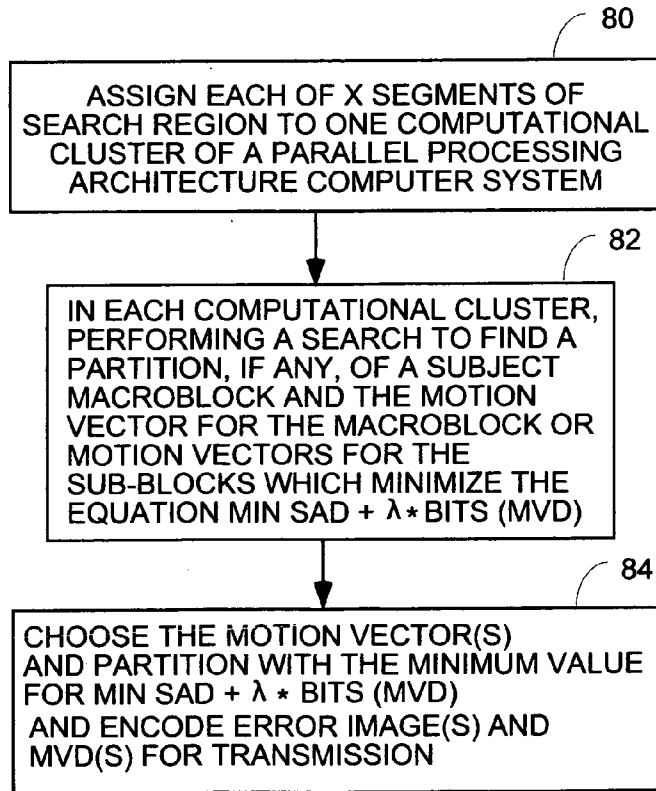 80
ASSIGN EACH OF X SEGMENTS OF
SEARCH REGION TO ONE COMPUTATIONAL
CLUSTER OF A PARALLEL PROCESSING
ARCHITECTURE COMPUTER SYSTEM
82
IN EACH COMPUTATIONAL CLUSTER,
PERFORMING A SEARCH TO FIND A
PARTITION, IF ANY, OF A SUBJECT
MACROBLOCK AND THE MOTION
VECTOR FOR THE MACROBLOCK OR
MOTION VECTORS FOR THE
SUB-BLOCKS WHICH MINIMIZE THE
EQUATION MIN SAD + λ * BITS (MVD)
84
CHOOSE THE MOTION VECTOR(S)
AND PARTITION WITH THE MINIMUM VALUE
FOR MIN SAD + λ * BITS (MVD)
AND ENCODE ERROR IMAGE(S) AND
MVD(S) FOR TRANSMISSION